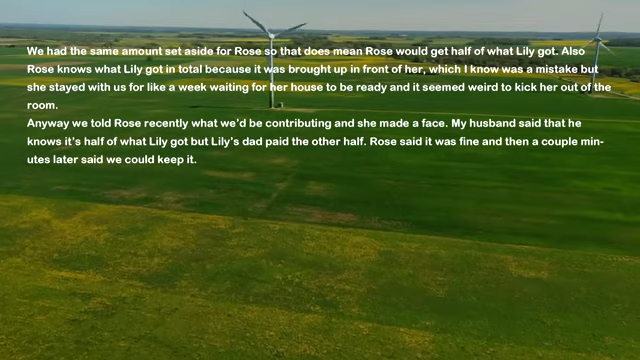 We had the same amount set aside for Rose so that does mean Rose would get half of what Lily got. Also
Rose knows what Lily got in total because it was brought up in front of her, which I know was a mistake but
she stayed with us for like a week waiting for her house to be ready and it seemed weird to kick her out of the
room.
Anyway we told Rose recently what we'd be contributing and she made a face. My husband said that he
knows it's half of what Lily got but Lily's dad paid the other half. Rose said it was fine and then a couple min-
utes later said we could keep it.